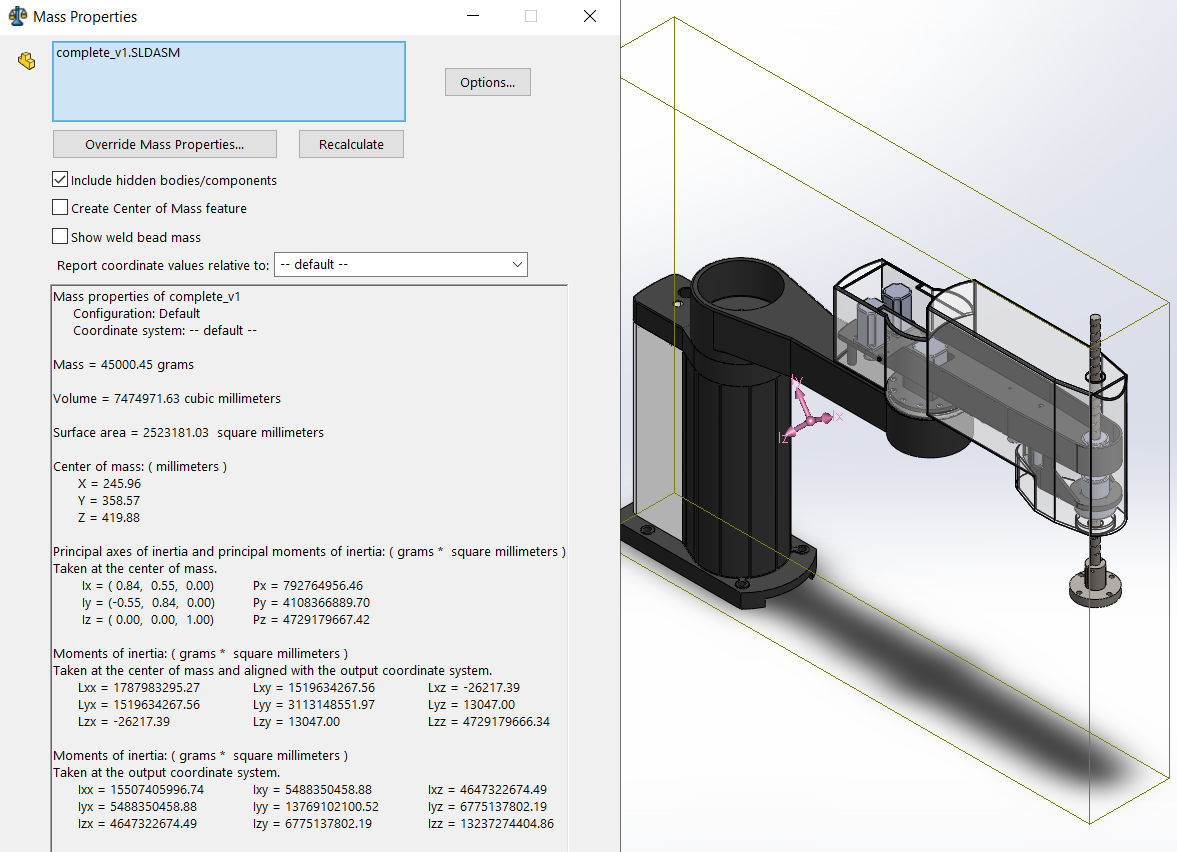 Mass Properties
complete_v1.SLDASM
Options...
Override Mass Properties...
Recalculate
Include hidden bodies/components
Create Center of Mass feature
Show weld bead mass
Report coordinate values relative to: -- default --
Mass properties of complete_v1
Configuration: Default
Coordinate system: -- default --
Mass = 45000.45 grams
Volume = 7474971.63 cubic millimeters
Surface area = 2523181.03 square millimeters
Center of mass: ( millimeters )
X = 245.96
Y = 358.57
Z = 419.88
Principal axes of inertia and principal moments of inertia: ( grams * square millimeters )
Taken at the center of mass.
Ix = ( 0.84, 0.55, 0.00) Px = 792764956.46
Iy = (-0.55, 0.84, 0.00) Py = 4108366889.70
Iz = ( 0.00, 0.00, 1.00) Pz = 4729179667.42
Moments of inertia: ( grams * square millimeters )
Taken at the center of mass and aligned with the output coordinate system.
Lxx = 1787983295.27 Lxy = 1519634267.56 Lxz = -26217.39
Lyx = 1519634267.56 Lyy = 3113148551.97 Lyz = 13047.00
Lzx = -26217.39 Lzy = 13047.00 Lzz = 4729179666.34
Moments of inertia: ( grams * square millimeters )
Taken at the output coordinate system.
Ixx = 15507405996.74 Ixy = 5488350458.88 Ixz = 4647322674.49
Iyx = 5488350458.88 Iyy = 13769102100.52 Iyz = 6775137802.19
Izx = 4647322674.49 Izy = 6775137802.19 Izz = 13237274404.86
Iy
Ix
Iz